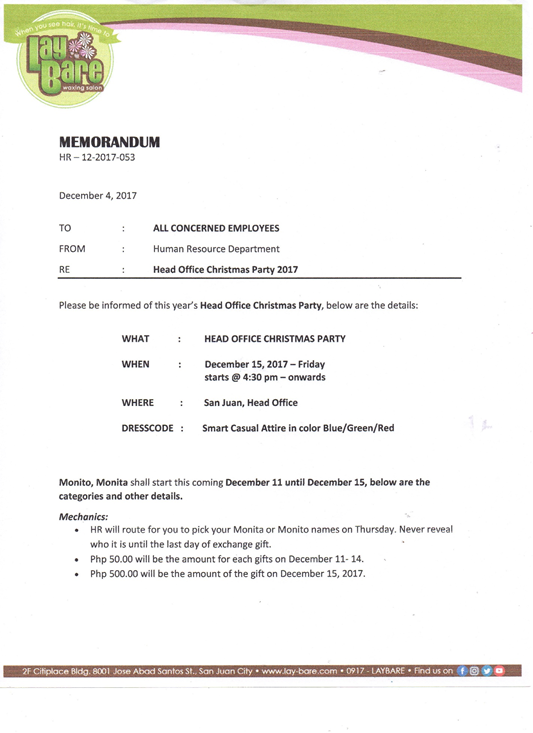 When you see hair, it's time to
Lay
Bare
waxing salon
MEMORANDUM
HR – 12-2017-053
December 4, 2017
TO : ALL CONCERNED EMPLOYEES
FROM : Human Resource Department
RE : Head Office Christmas Party 2017
Please be informed of this year's Head Office Christmas Party, below are the details:
WHAT : HEAD OFFICE CHRISTMAS PARTY
WHEN : December 15, 2017 – Friday
starts @ 4:30 pm – onwards
WHERE : San Juan, Head Office
DRESSCODE : Smart Casual Attire in color Blue/Green/Red
Monito, Monita shall start this coming December 11 until December 15, below are the
categories and other details.
Mechanics:
• HR will route for you to pick your Monita or Monito names on Thursday. Never reveal
who it is until the last day of exchange gift.
• Php 50.00 will be the amount for each gifts on December 11- 14.
• Php 500.00 will be the amount of the gift on December 15, 2017.
2F Citiplace Bldg. 8001 Jose Abad Santos St., San Juan City • www.lay-bare.com • 0917 - LAYBARE • Find us on